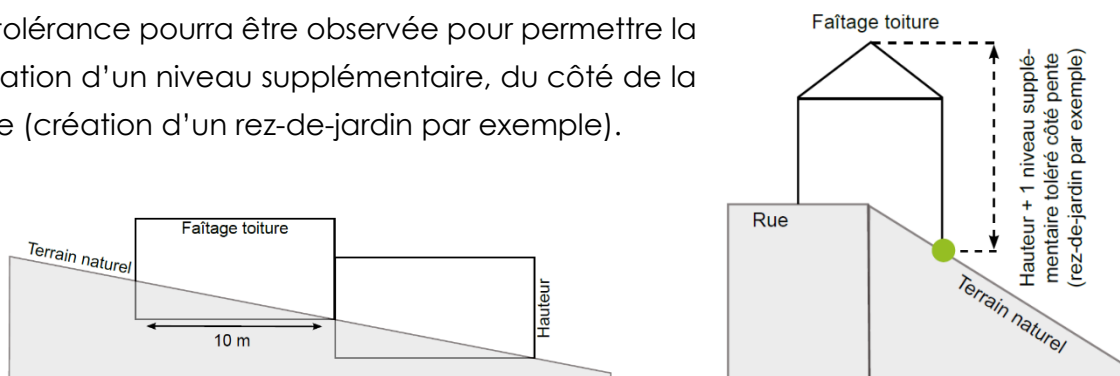 tolérance pourra être observée pour permettre la
ation d’un niveau supplémentaire, du côté de la
e (création d’un rez-de-jardin par exemple).
Faîtage toiture
Terrain naturel
10 m
Hauteur
Faîtage toiture
Rue
Terrain naturel
Hauteur + 1 niveau supplé-
mentaire toléré côté pente
(rez-de-jardin par exemple)